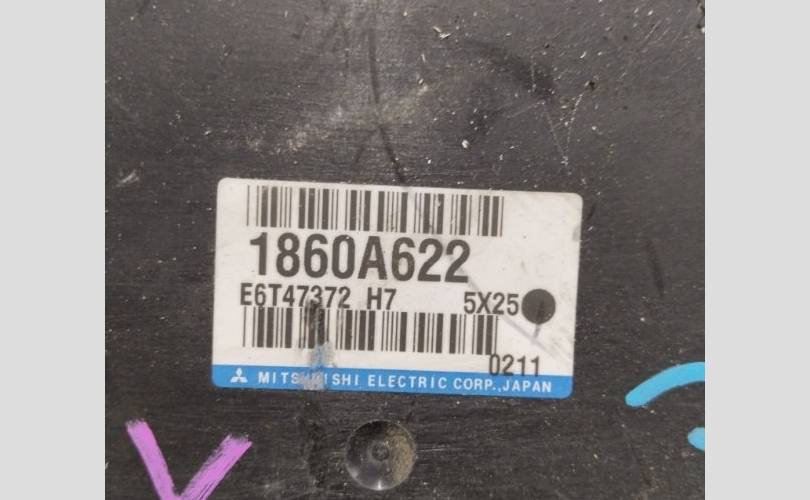 1860A622
E6T47372 H7 5X25
0211
MITSUBISHI ELECTRIC CORP.,JAPAN